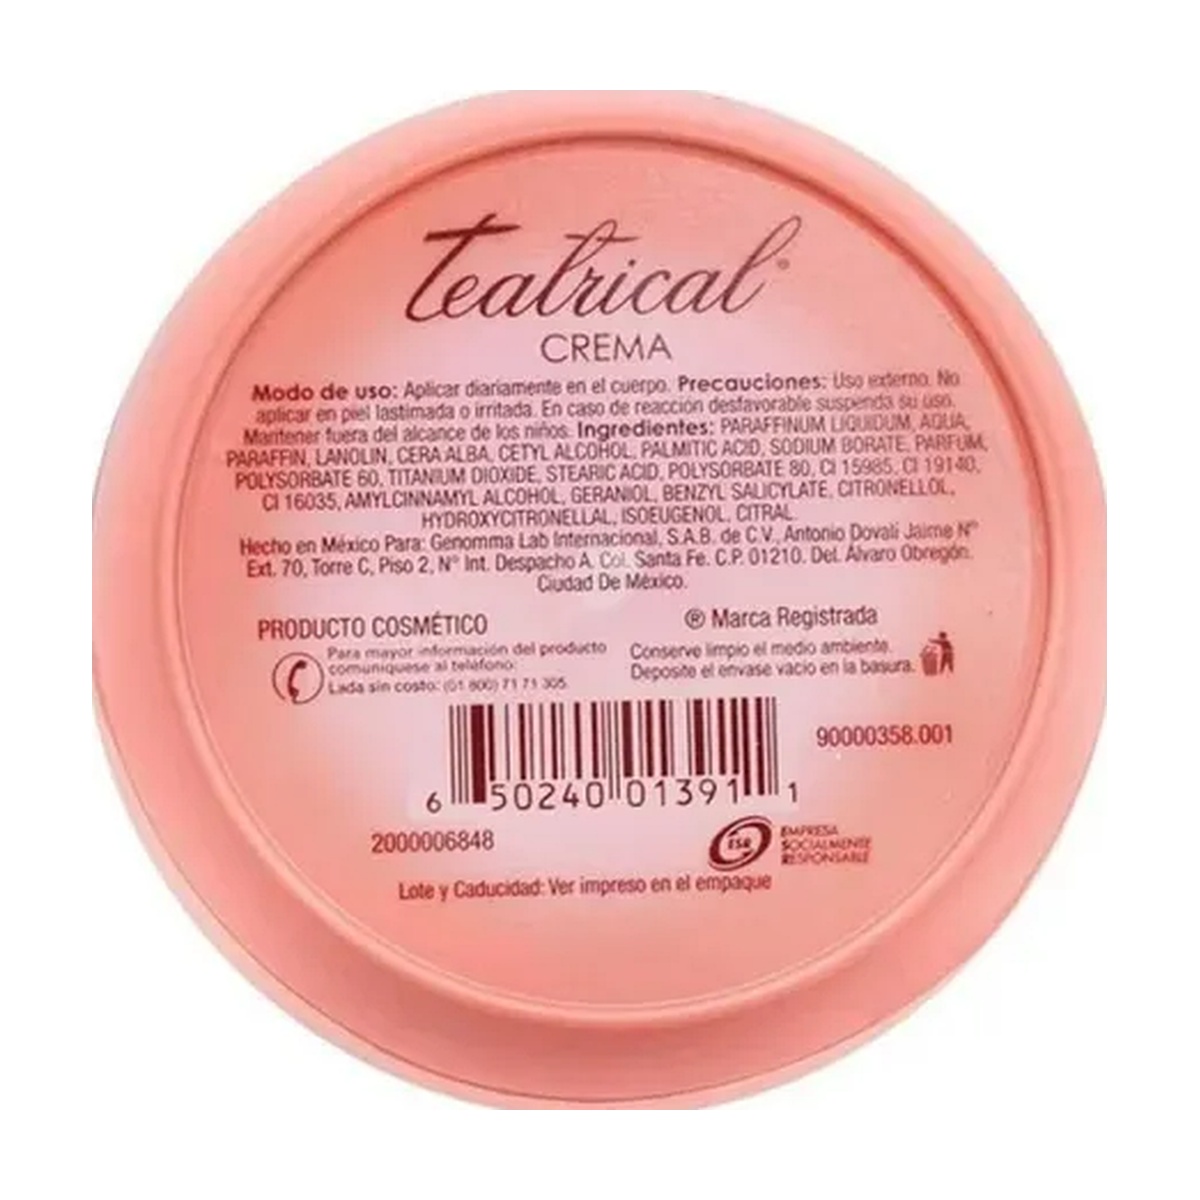 Teatrical®
CREMA
Modo de uso: Aplicar diariamente en el cuerpo. Precauciones: Uso externo. No
aplicar en piel lastimada o irritada. En caso de reacción desfavorable suspenda su uso.
Mantener fuera del alcance de los niños. Ingredientes: PARAFFINUM LIQUIDUM, AQUA,
PARAFFIN, LANOLIN, CERA ALBA, CETYL ALCOHOL, PALMITIC ACID, SODIUM BORATE, PARFUM,
POLYSORBATE 60, TITANIUM DIOXIDE, STEARIC ACID, POLYSORBATE 80, CI 15985, CI 19140,
CI 16035, AMYLCINNAMYL ALCOHOL, GERANIOL, BENZYL SALICYLATE, CITRONELLOL,
HYDROXYCITRONELLAL, ISOEUGENOL, CITRAL.
Hecho en México Para: Genomma Lab Internacional, S.A.B. de C.V., Antonio Dovali Jaime N°
Ext. 70, Torre C, Piso 2, N° Int. Despacho A. Col. Santa Fe. C.P. 01210. Del. Álvaro Obregón.
Ciudad De México.
PRODUCTO COSMÉTICO
® Marca Registrada
Para mayor información del producto
comuníquese al teléfono:
Lada sin costo: (01 800) 71 71 305
Conserve limpio el medio ambiente.
Deposite el envase vacío en la basura.
90000358.001
6 50240 01391 1
2000006848
ESR
EMPRESA
SOCIALMENTE
RESPONSABLE
Lote y Caducidad: Ver impreso en el empaque